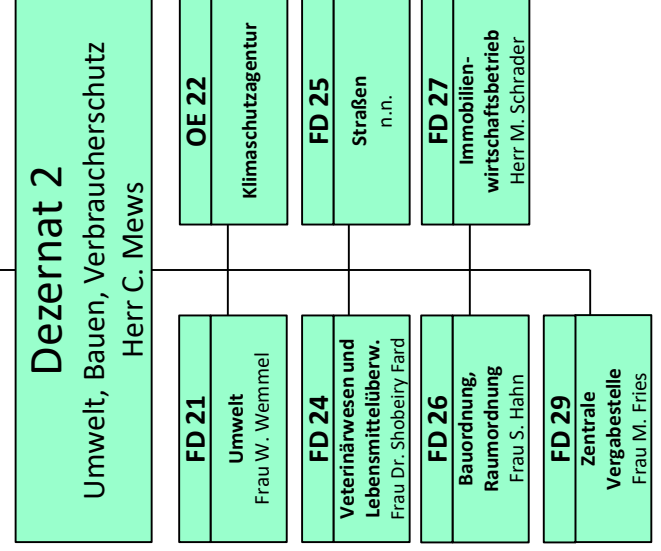 Dezernat 2
Umwelt, Bauen, Verbraucherschutz
Herr C. Mews
FD 21
Umwelt
Frau W. Wemmel
OE 22
Klimaschutzagentur
FD 24
Veterinärwesen und
Lebensmittelüberw.
Frau Dr. Shobeiry Fard
FD 25
Straßen
n.n.
FD 26
Bauordnung,
Raumordnung
Frau S. Hahn
FD 27
Immobilien-
wirtschaftsbetrieb
Herr M. Schrader
FD 29
Zentrale
Vergabestelle
Frau M. Fries